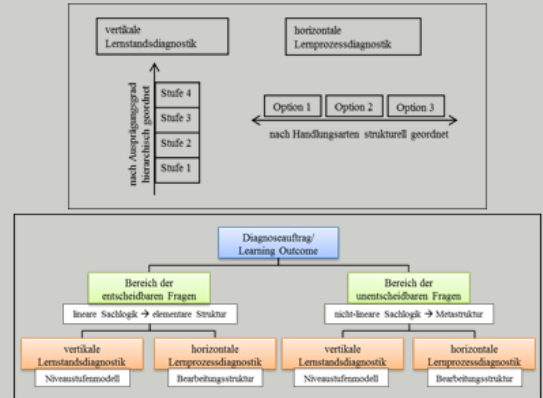 vertikale
Lernstandsdiagnostik
horizontale
Lernprozessdiagnostik
nach Ausprägungsgrad
hierarchisch geordnet
Stufe 4
Stufe 3
Stufe 2
Stufe 1
Option 1
Option 2
Option 3
nach Handlungsarten strukturell geordnet
Diagnoseauftrag/
Learning Outcome
Bereich der
entscheidbaren Fragen
Bereich der
unentscheidbaren Fragen
lineare Sachlogik → elementare Struktur
nicht-lineare Sachlogik → Metastruktur
vertikale
Lernstandsdiagnostik
Niveaustufenmodell
horizontale
Lernprozessdiagnostik
Bearbeitungsstruktur
vertikale
Lernstandsdiagnostik
Niveaustufenmodell
horizontale
Lernprozessdiagnostik
Bearbeitungsstruktur